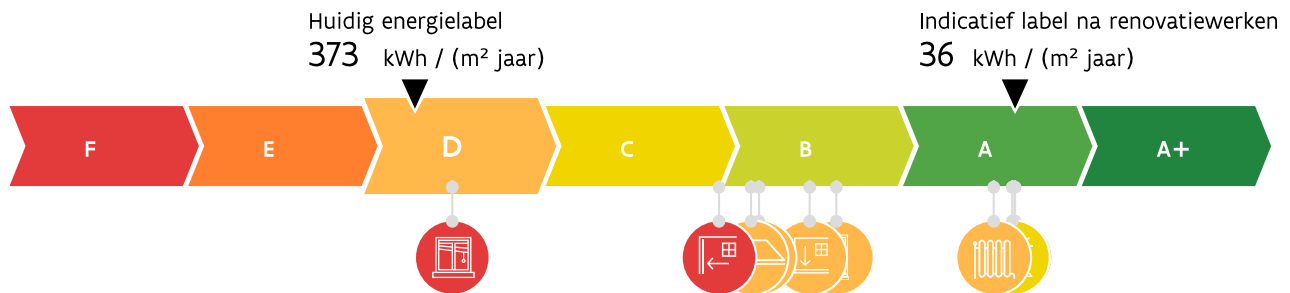 Huidig energielabel
373 kWh / (m² jaar)
Indicatief label na renovatiewerken
36 kWh / (m² jaar)
F E D C B A A+